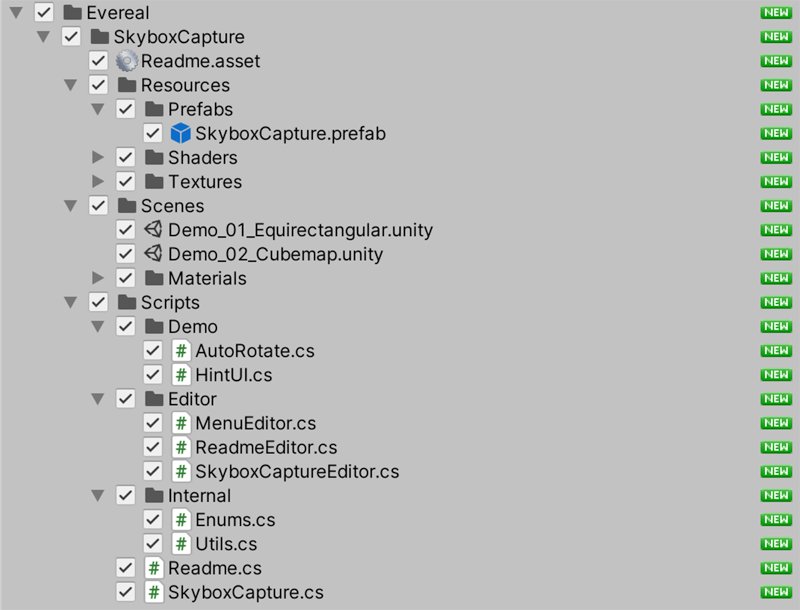 Evereal NEW
SkyboxCapture NEW
Readme.asset NEW
Resources NEW
Prefabs NEW
SkyboxCapture.prefab NEW
Shaders NEW
Textures NEW
Scenes NEW
Demo_01_Equirectangular.unity NEW
Demo_02_Cubemap.unity NEW
Materials NEW
Scripts NEW
Demo NEW
# AutoRotate.cs NEW
# HintUI.cs NEW
Editor NEW
# MenuEditor.cs NEW
# ReadmeEditor.cs NEW
# SkyboxCaptureEditor.cs NEW
Internal NEW
# Enums.cs NEW
# Utils.cs NEW
# Readme.cs NEW
# SkyboxCapture.cs NEW